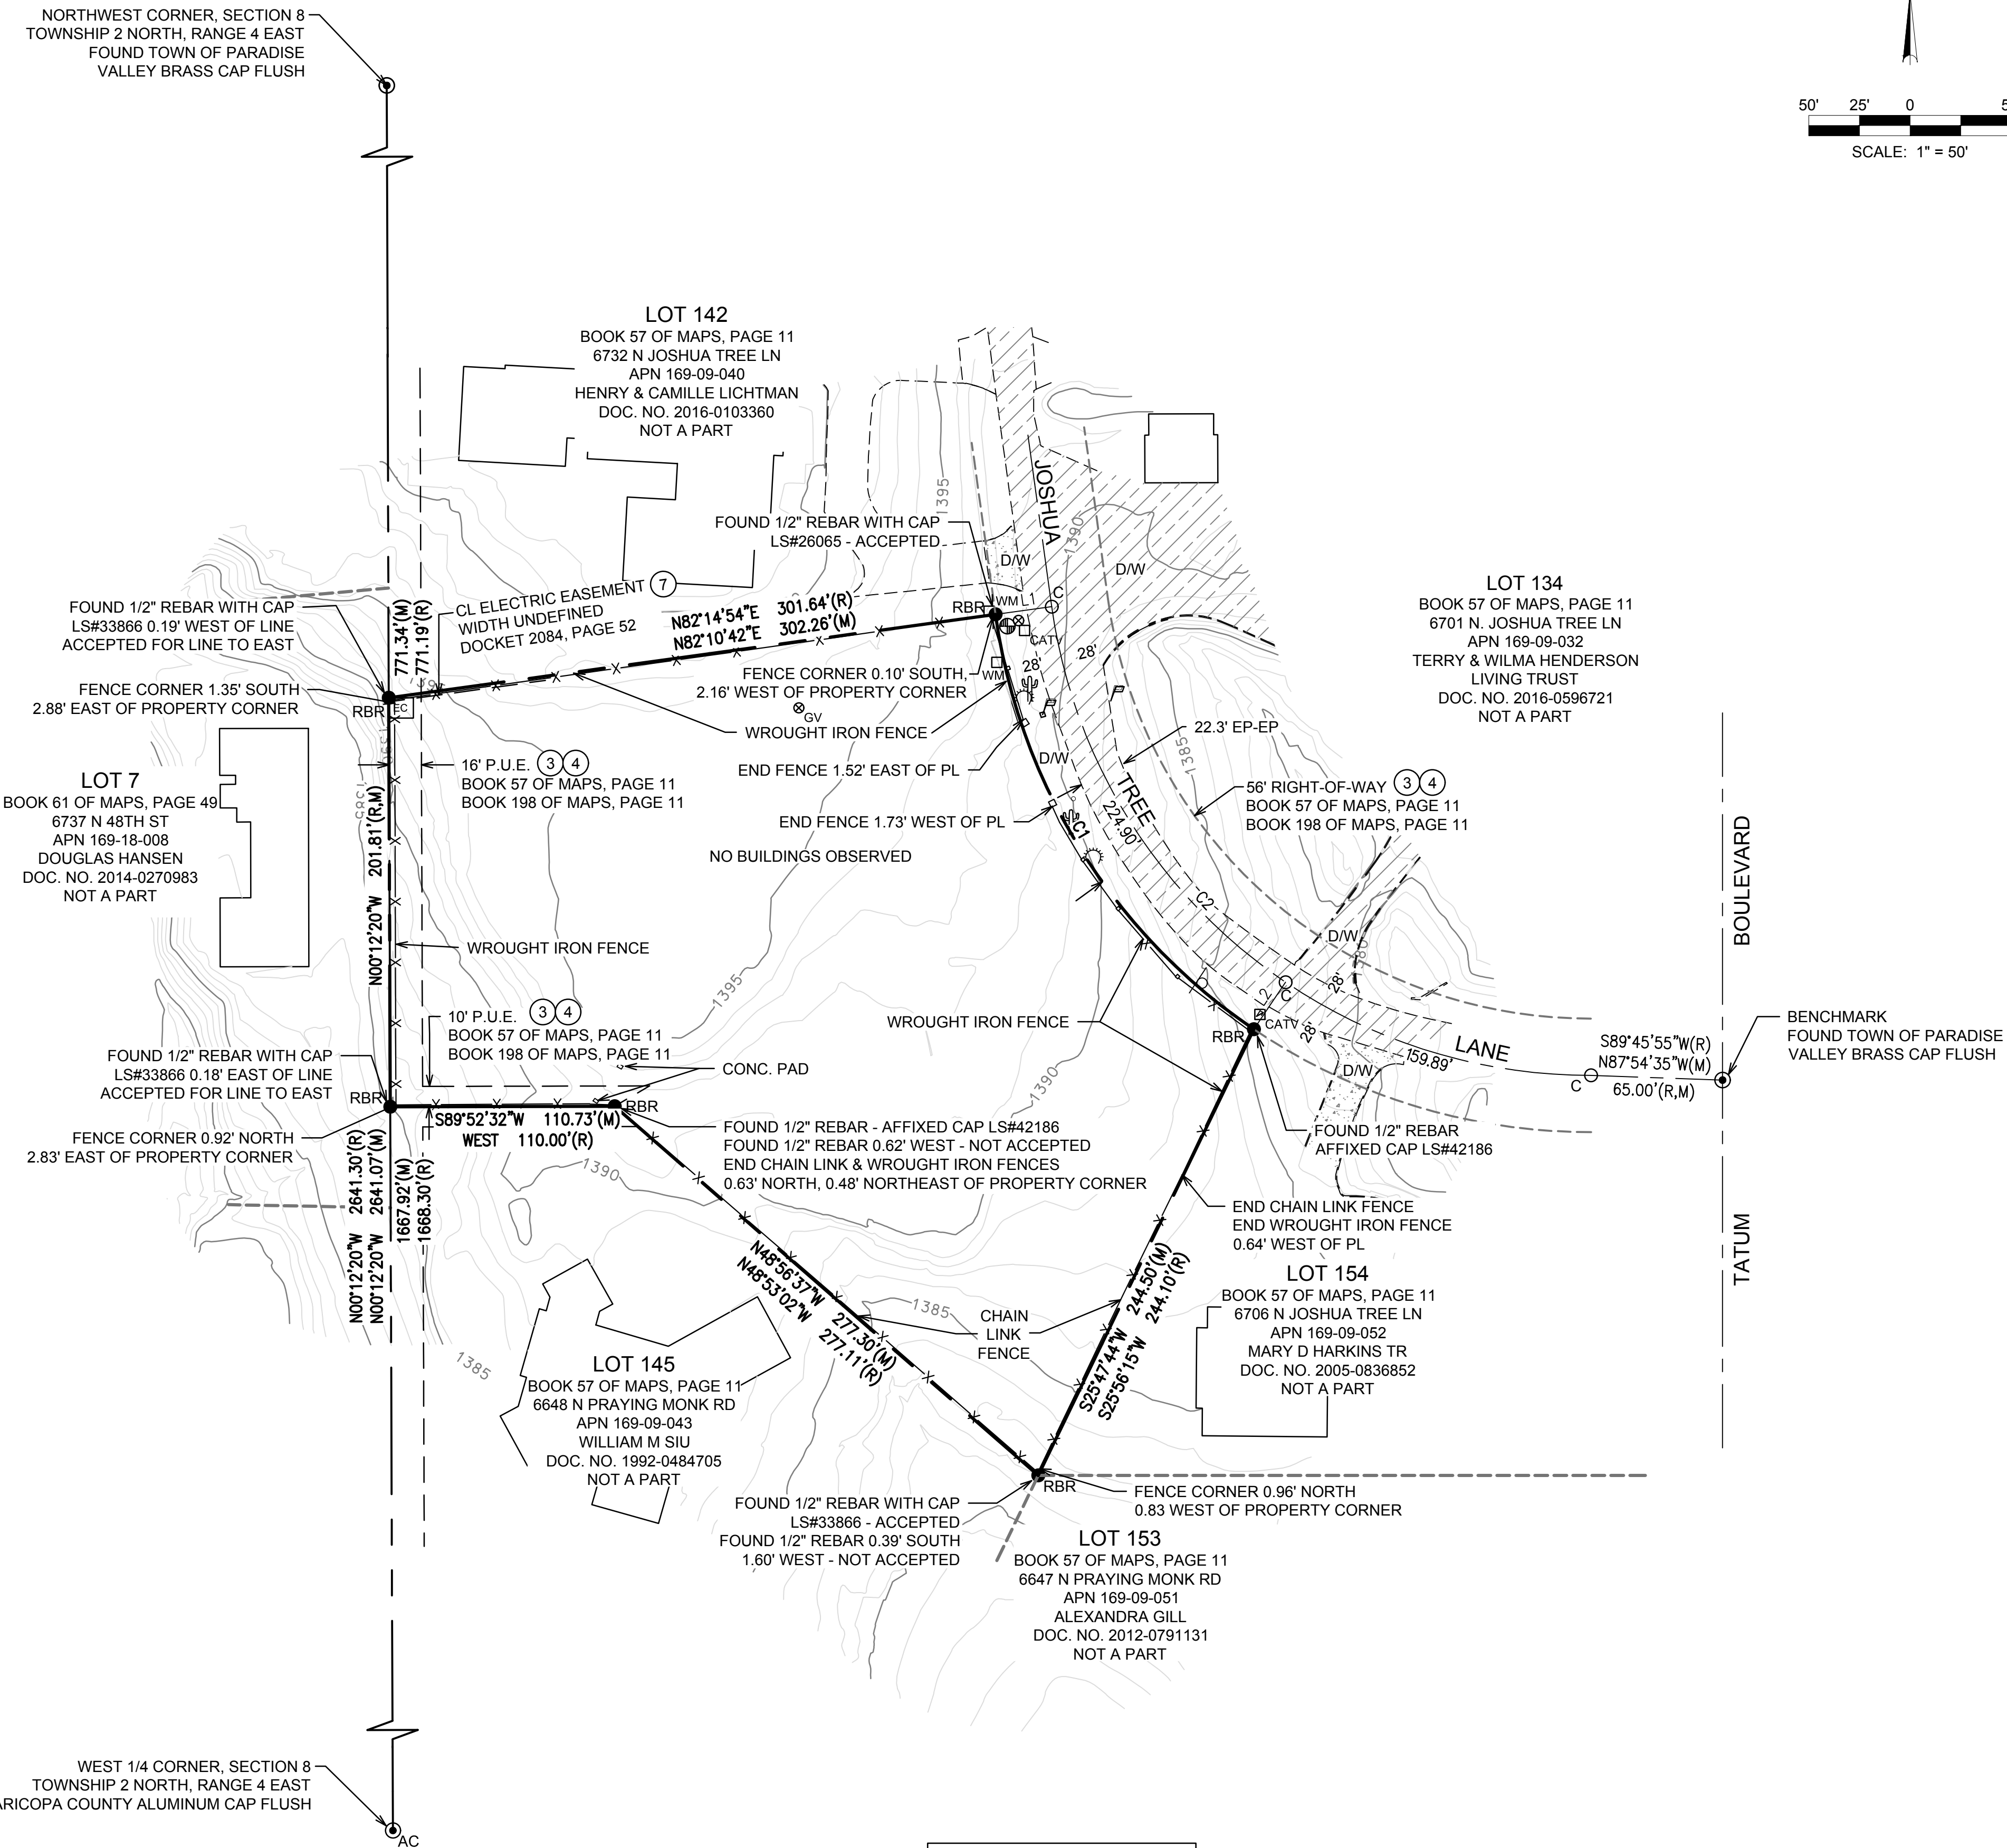 NORTHWEST CORNER, SECTION 8
TOWNSHIP 2 NORTH, RANGE 4 EAST
FOUND TOWN OF PARADISE
VALLEY BRASS CAP FLUSH
50' 25' 0 5
SCALE: 1" = 50'
LOT 142
BOOK 57 OF MAPS, PAGE 11
6732 N JOSHUA TREE LN
APN 169-09-040
HENRY & CAMILLE LICHTMAN
DOC. NO. 2016-0103360
NOT A PART
1395
JOSHUA
1390
FOUND 1/2" REBAR WITH CAP
LS#26065 - ACCEPTED
D/W
D/W
LOT 134
BOOK 57 OF MAPS, PAGE 11
6701 N. JOSHUA TREE LN
APN 169-09-032
TERRY & WILMA HENDERSON
LIVING TRUST
DOC. NO. 2016-0596721
NOT A PART
FOUND 1/2" REBAR WITH CAP
LS#33866 0.19' WEST OF LINE
ACCEPTED FOR LINE TO EAST
771.34'(M)
771.19'(R)
CL ELECTRIC EASEMENT 7
WIDTH UNDEFINED
DOCKET 2084, PAGE 52
N82°14'54"E 301.64'(R)
N82°10'42"E 302.26'(M)
RBR
WM
L1
C
CATV
WM
28'
28'
FENCE CORNER 0.10' SOUTH,
2.16' WEST OF PROPERTY CORNER
FENCE CORNER 1.35' SOUTH
2.88' EAST OF PROPERTY CORNER
RBR
EC
GV
WROUGHT IRON FENCE
22.3' EP-EP
1385
D/W
END FENCE 1.52' EAST OF PL
16' P.U.E. 3 4
BOOK 57 OF MAPS, PAGE 11
BOOK 198 OF MAPS, PAGE 11
TREE
224.90'
56' RIGHT-OF-WAY 3 4
BOOK 57 OF MAPS, PAGE 11
BOOK 198 OF MAPS, PAGE 11
LOT 7
BOOK 61 OF MAPS, PAGE 49
6737 N 48TH ST
APN 169-18-008
DOUGLAS HANSEN
DOC. NO. 2014-0270983
NOT A PART
1390
1385
N00°12'20"W 201.81'(R,M)
END FENCE 1.73' WEST OF PL
C1
NO BUILDINGS OBSERVED
C2
BOULEVARD
WROUGHT IRON FENCE
D/W
1380
1395
28'
L2
C
10' P.U.E. 3 4
BOOK 57 OF MAPS, PAGE 11
BOOK 198 OF MAPS, PAGE 11
WROUGHT IRON FENCE
RBR
CATV
28'
LANE
159.89'
D/W
C
S89°45'55"W(R)
N87°54'35"W(M)
65.00'(R,M)
BENCHMARK
FOUND TOWN OF PARADISE
VALLEY BRASS CAP FLUSH
FOUND 1/2" REBAR WITH CAP
LS#33866 0.18' EAST OF LINE
ACCEPTED FOR LINE TO EAST
CONC. PAD
1390
RBR
RBR
S89°52'32"W 110.73'(M)
WEST 110.00'(R)
FENCE CORNER 0.92' NORTH
2.83' EAST OF PROPERTY CORNER
FOUND 1/2" REBAR - AFFIXED CAP LS#42186
FOUND 1/2" REBAR 0.62' WEST - NOT ACCEPTED
END CHAIN LINK & WROUGHT IRON FENCES
0.63' NORTH, 0.48' NORTHEAST OF PROPERTY CORNER
FOUND 1/2" REBAR
AFFIXED CAP LS#42186
1390
N00°12'20"W 2641.30'(R)
N00°12'20"W 2641.07'(M)
1667.92'(M)
1668.30'(R)
END CHAIN LINK FENCE
END WROUGHT IRON FENCE
0.64' WEST OF PL
TATUM
N48°56'37"W 277.30'(M)
N48°53'02"W 277.11'(R)
S25°47'44"W 244.50'(M)
S25°56'15"W 244.10'(R)
LOT 154
BOOK 57 OF MAPS, PAGE 11
6706 N JOSHUA TREE LN
APN 169-09-052
MARY D HARKINS TR
DOC. NO. 2005-0836852
NOT A PART
1385
CHAIN
LINK
FENCE
1385
LOT 145
BOOK 57 OF MAPS, PAGE 11
6648 N PRAYING MONK RD
APN 169-09-043
WILLIAM M SIU
DOC. NO. 1992-0484705
NOT A PART
RBR
FENCE CORNER 0.96' NORTH
0.83 WEST OF PROPERTY CORNER
FOUND 1/2" REBAR WITH CAP
LS#33866 - ACCEPTED
FOUND 1/2" REBAR 0.39' SOUTH
1.60' WEST - NOT ACCEPTED
LOT 153
BOOK 57 OF MAPS, PAGE 11
6647 N PRAYING MONK RD
APN 169-09-051
ALEXANDRA GILL
DOC. NO. 2012-0791131
NOT A PART
WEST 1/4 CORNER, SECTION 8
TOWNSHIP 2 NORTH, RANGE 4 EAST
ARICOPA COUNTY ALUMINUM CAP FLUSH
AC